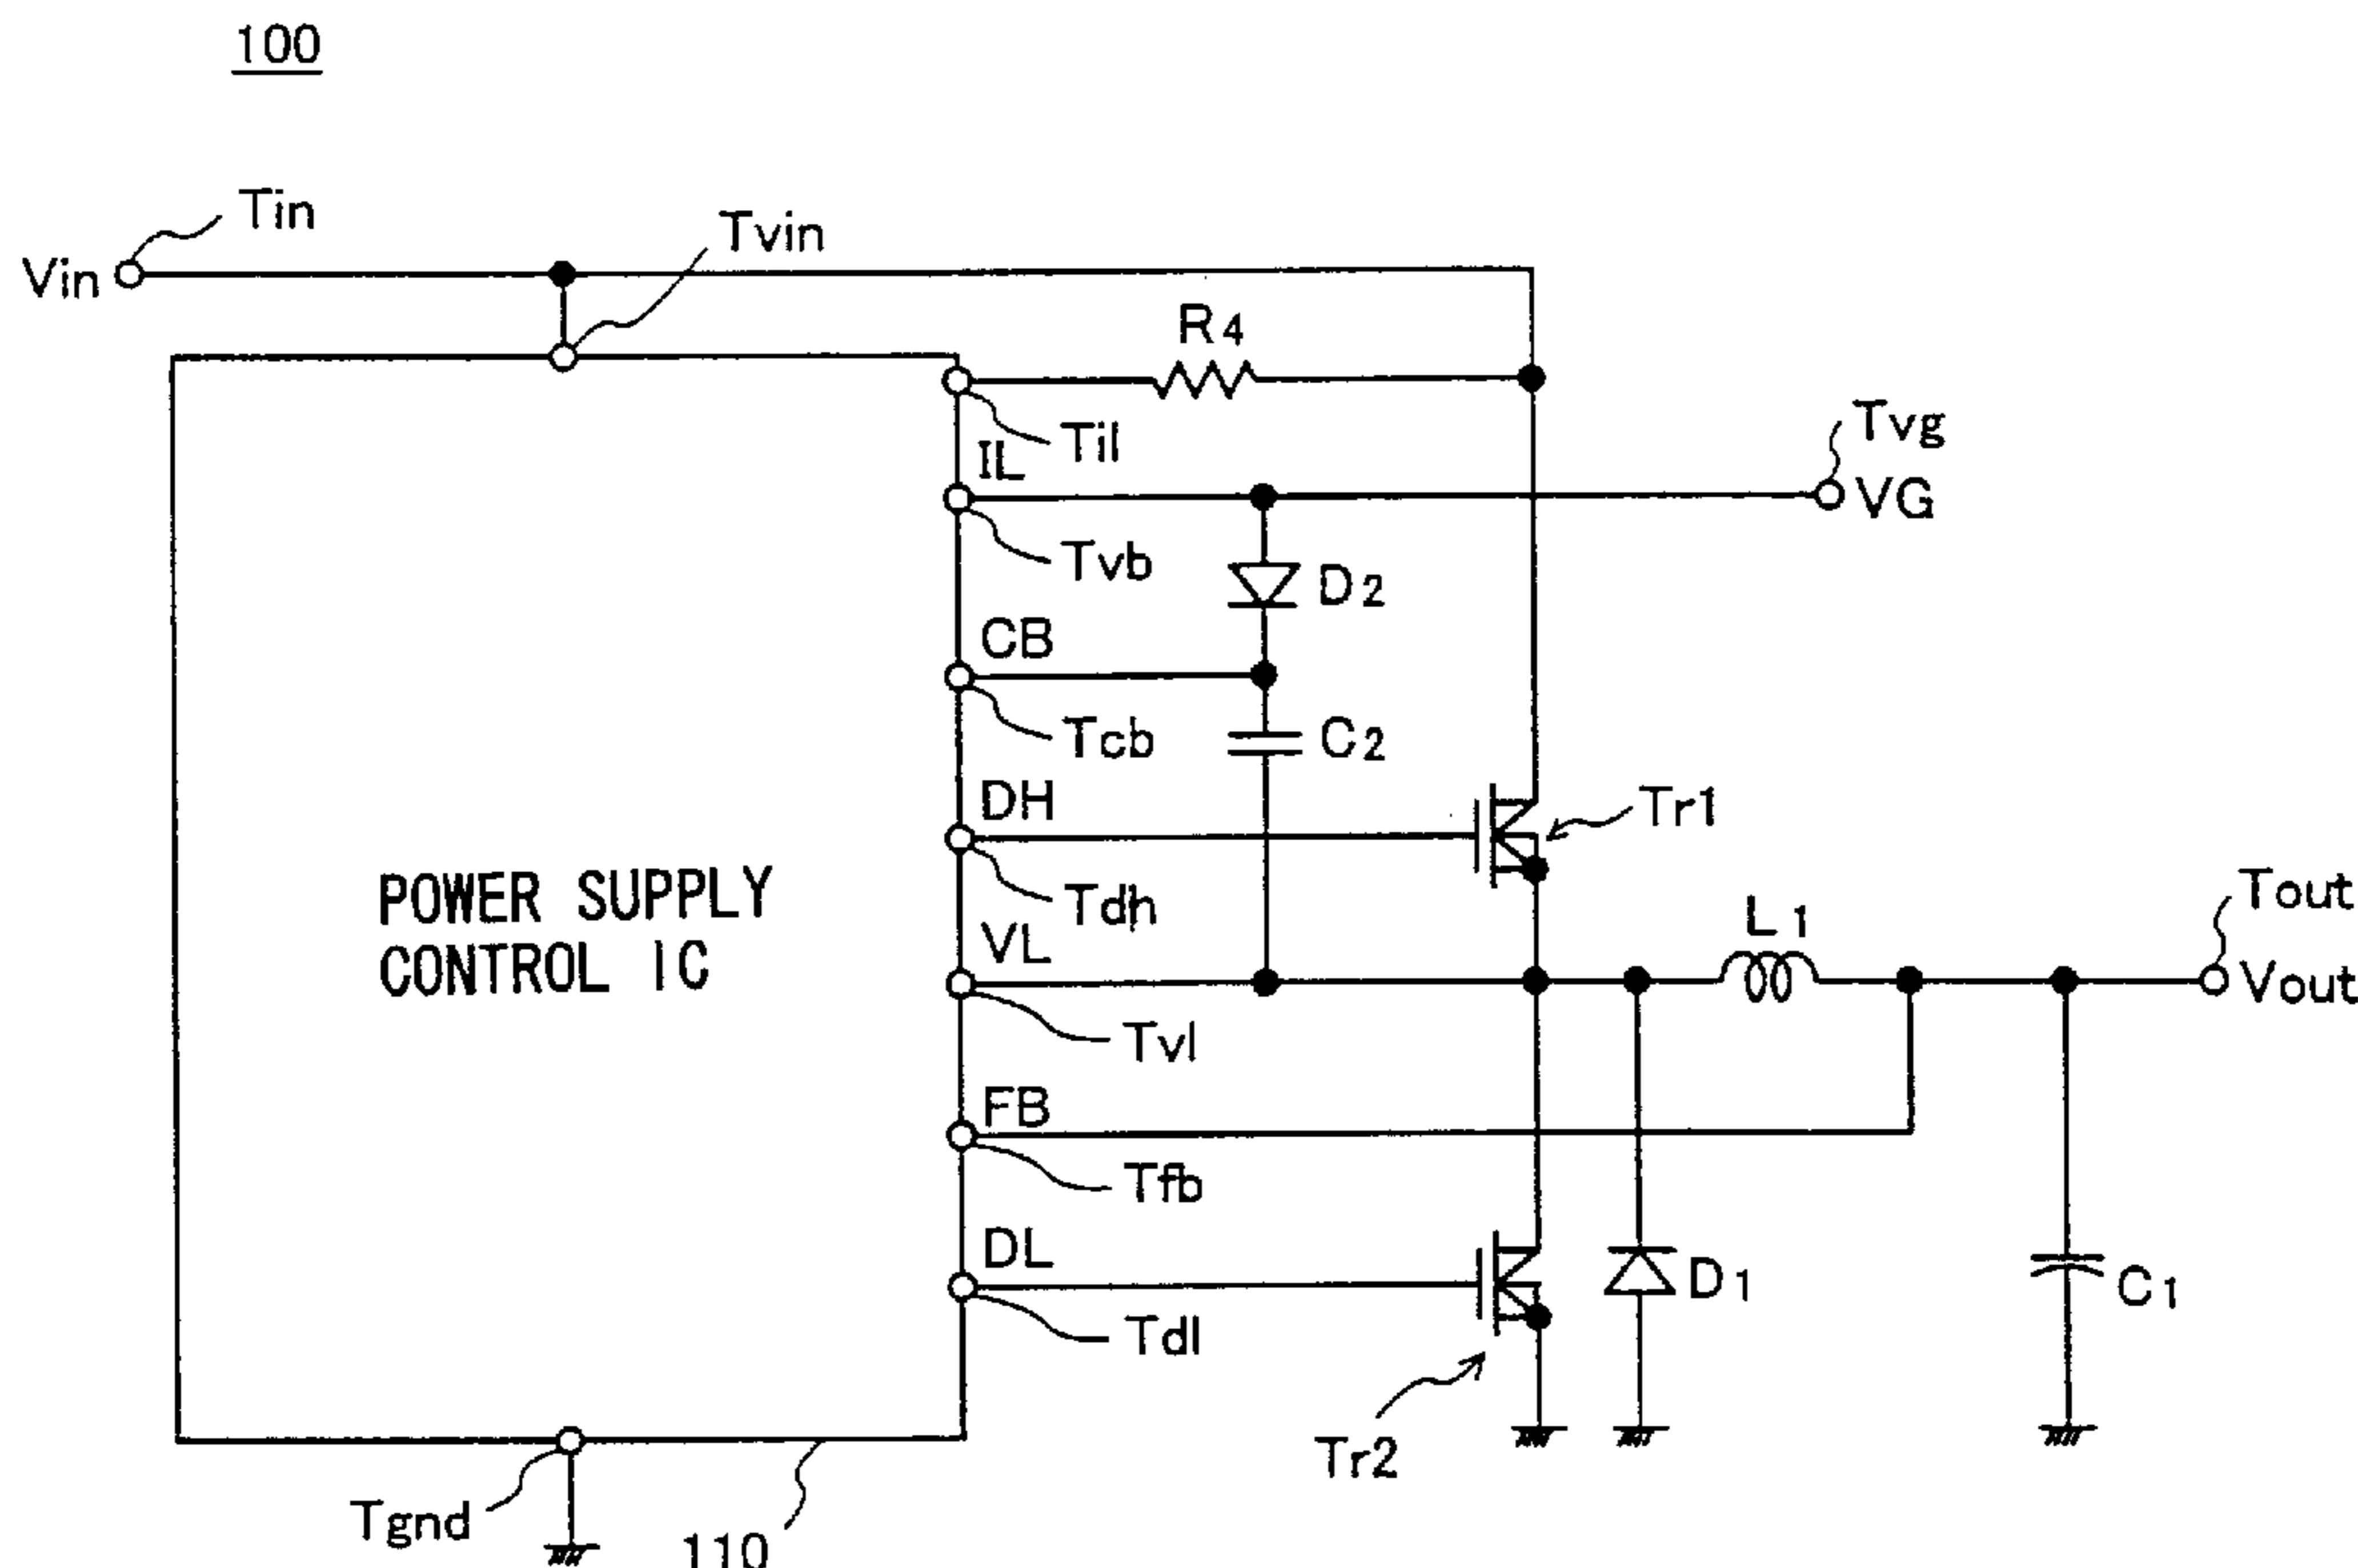 100
Tin
Vin
Tvin
R4
Til
IL
Tvg
VG
Tvb
D2
CB
Tcb
C2
DH
Tr1
Tdh
POWER SUPPLY
CONTROL IC
VL
Tvl
L1
Tout
Vout
FB
Tfb
DL
Tdl
D1
C1
Tr2
Tgnd
110